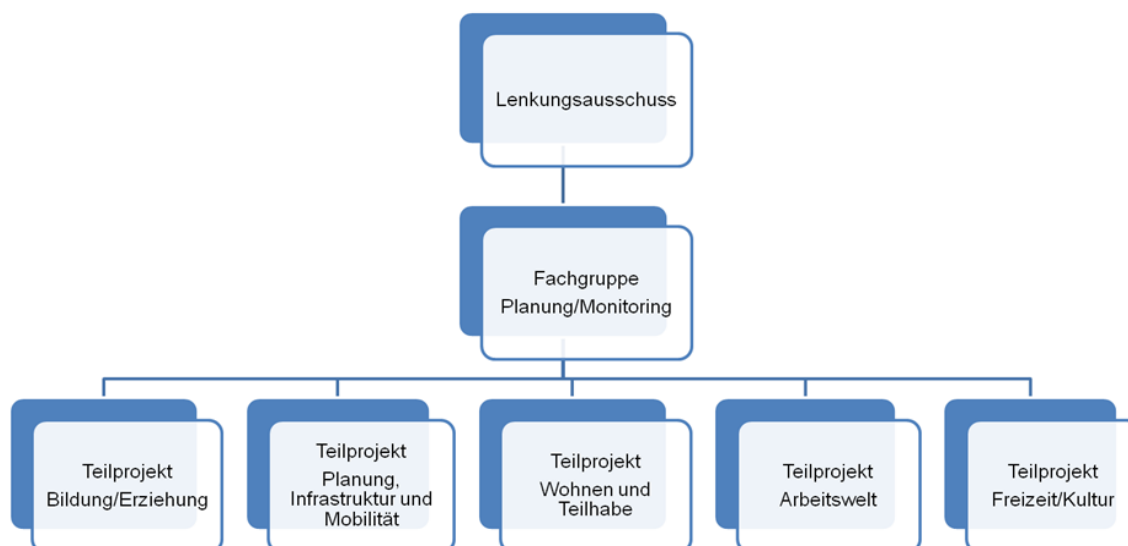 Lenkungsausschuss
Fachgruppe
Planung/Monitoring
Teilprojekt
Bildung/Erziehung
Teilprojekt
Planung,
Infrastruktur und
Mobilität
Teilprojekt
Wohnen und
Teilhabe
Teilprojekt
Arbeitswelt
Teilprojekt
Freizeit/Kultur